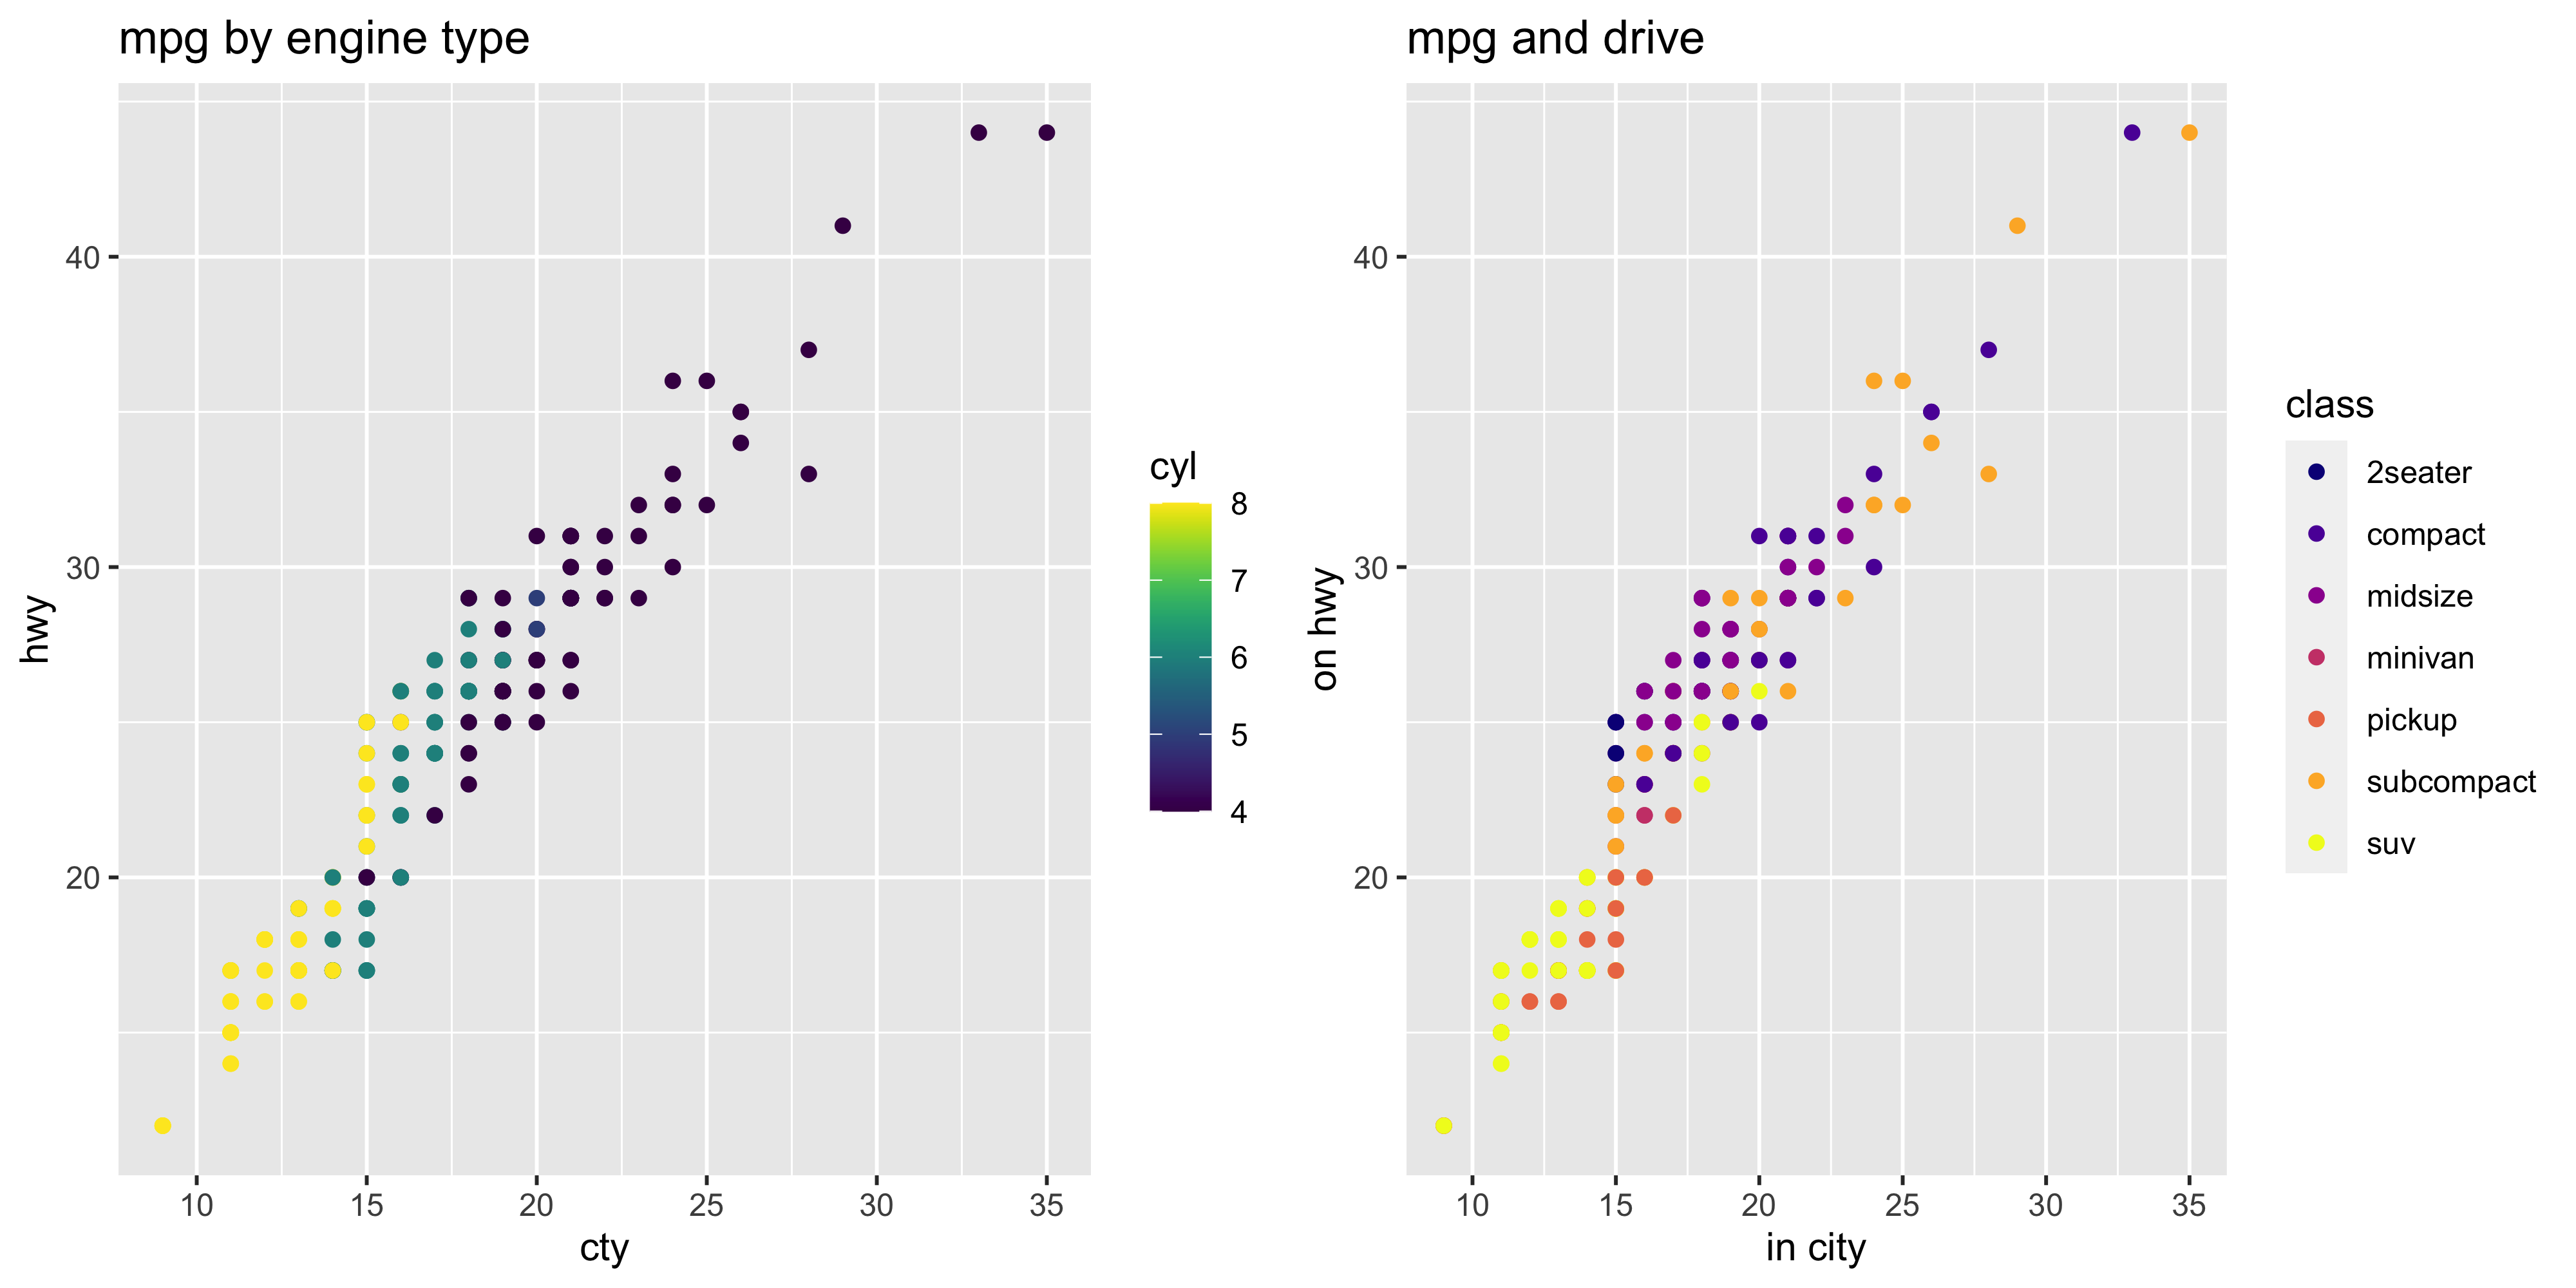 mpg by engine type
40
30
20
hwy
10 15 20 25 30 35
cty
cyl
8
7
6
5
4
mpg and drive
40
30
20
on hwy
10 15 20 25 30 35
in city
class
2seater
compact
midsize
minivan
pickup
subcompact
suv